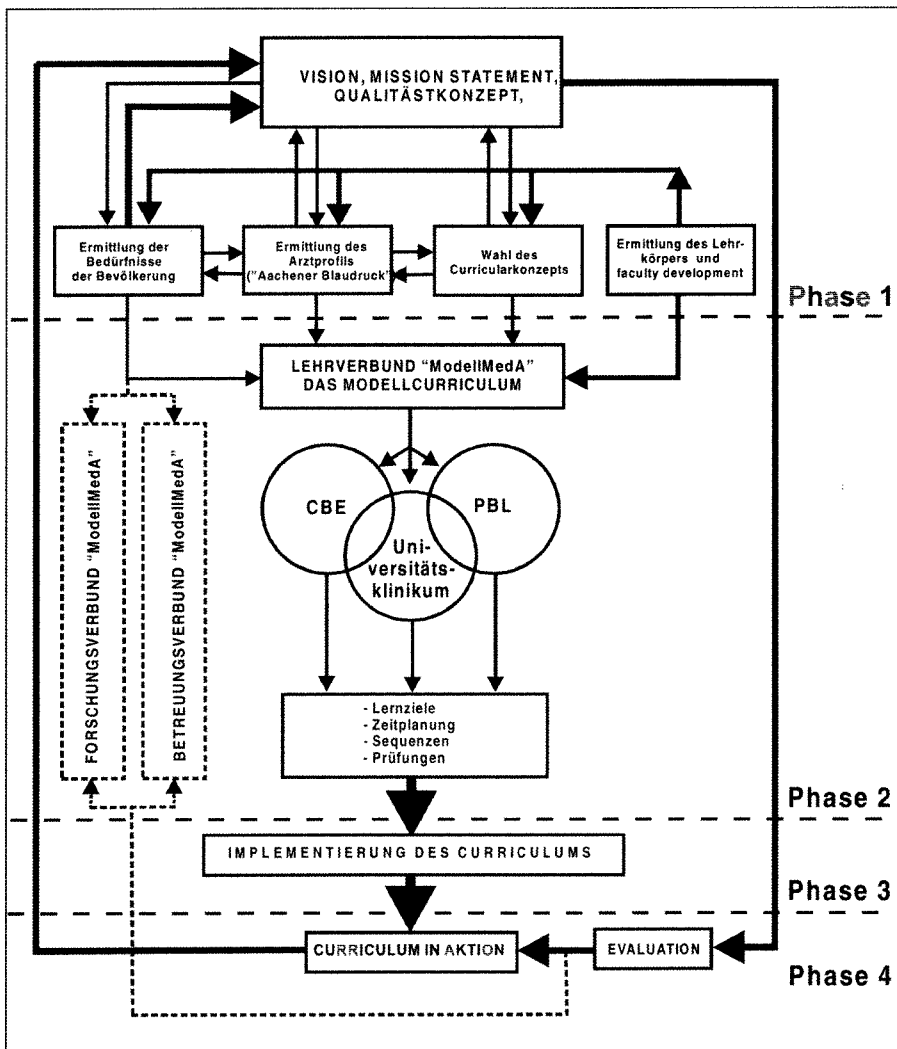 VISION, MISSION STATEMENT,
QUALITÄSTKONZEPT,
Ermittlung der
Bedürfnisse
der Bevölkerung
Ermittlung des
Arztprofils
("Aachener Blaudruck"
Wahl des
Curricularkonzepts
Ermittlung des Lehr-
körpers und
faculty development
Phase 1
LEHRVERBUND "ModellMedA"
DAS MODELLCURRICULUM
FORSCHUNGSVERBUND "ModellMedA"
BETREUUNGSVERBUND "ModellMedA"
CBE
PBL
Uni-
versitäts-
klinikum
- Lernziele
- Zeitplanung
- Sequenzen
- Prüfungen
Phase 2
IMPLEMENTIERUNG DES CURRICULUMS
Phase 3
CURRICULUM IN AKTION
EVALUATION
Phase 4